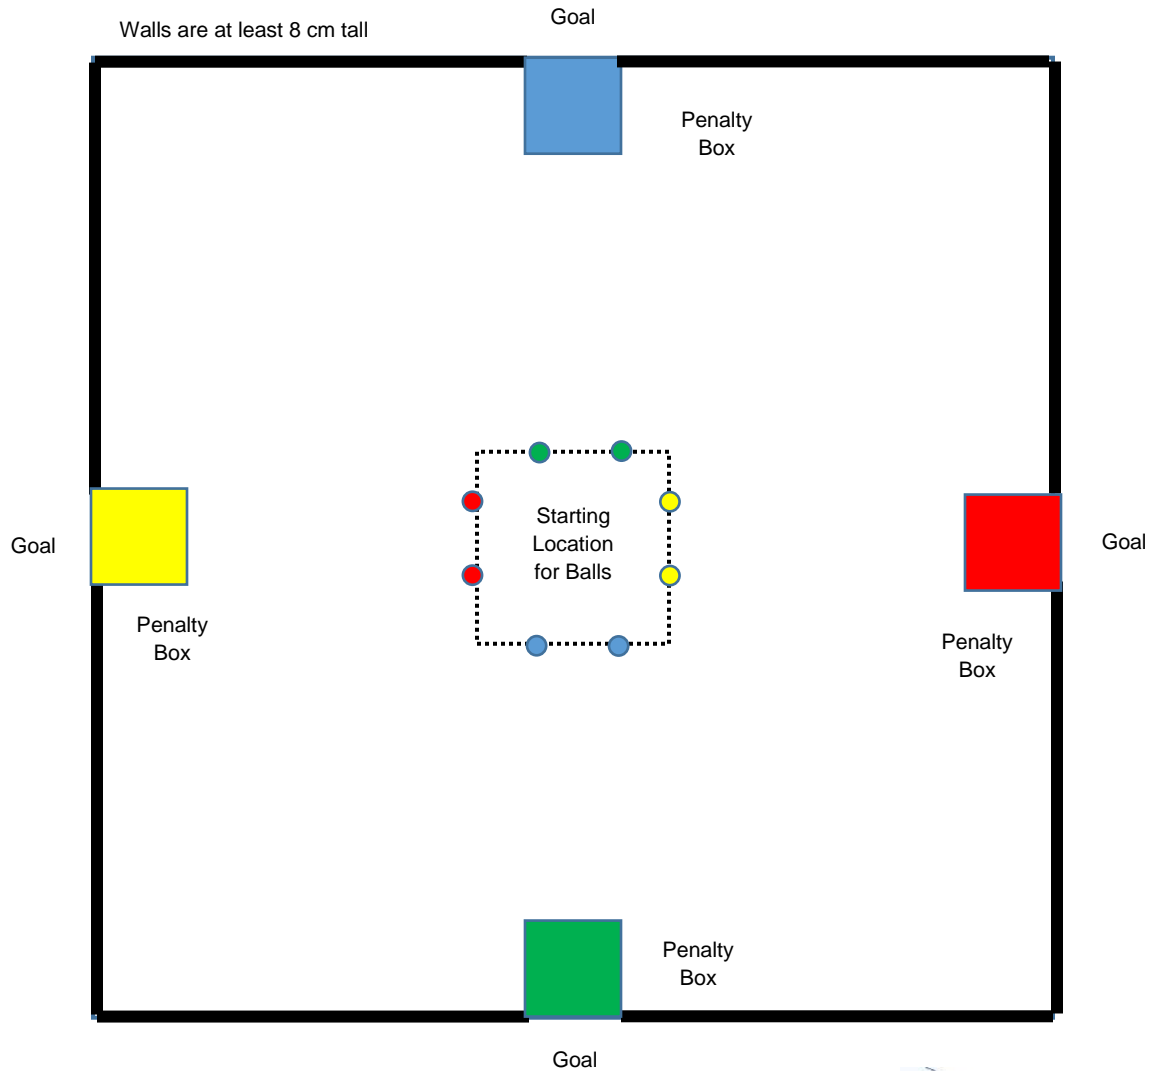 Goal
Walls are at least 8 cm tall
Penalty
Box
Starting
Location
for Balls
Goal
Goal
Penalty
Box
Penalty
Box
Penalty
Box
Goal